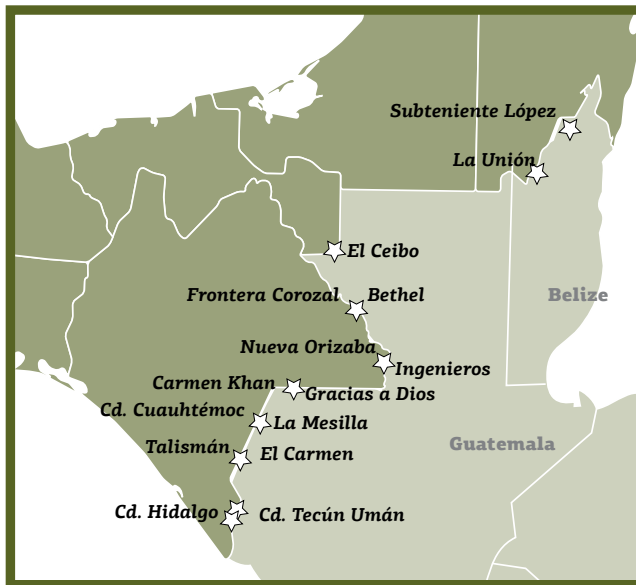 Subteniente López
La Unión
El Ceibo
Belize
Frontera Corozal
Bethel
Nueva Orizaba
Ingenieros
Carmen Khan
Gracias a Dios
Cd. Cuauhtémoc
La Mesilla
Guatemala
Talismán
El Carmen
Cd. Hidalgo
Cd. Tecún Umán